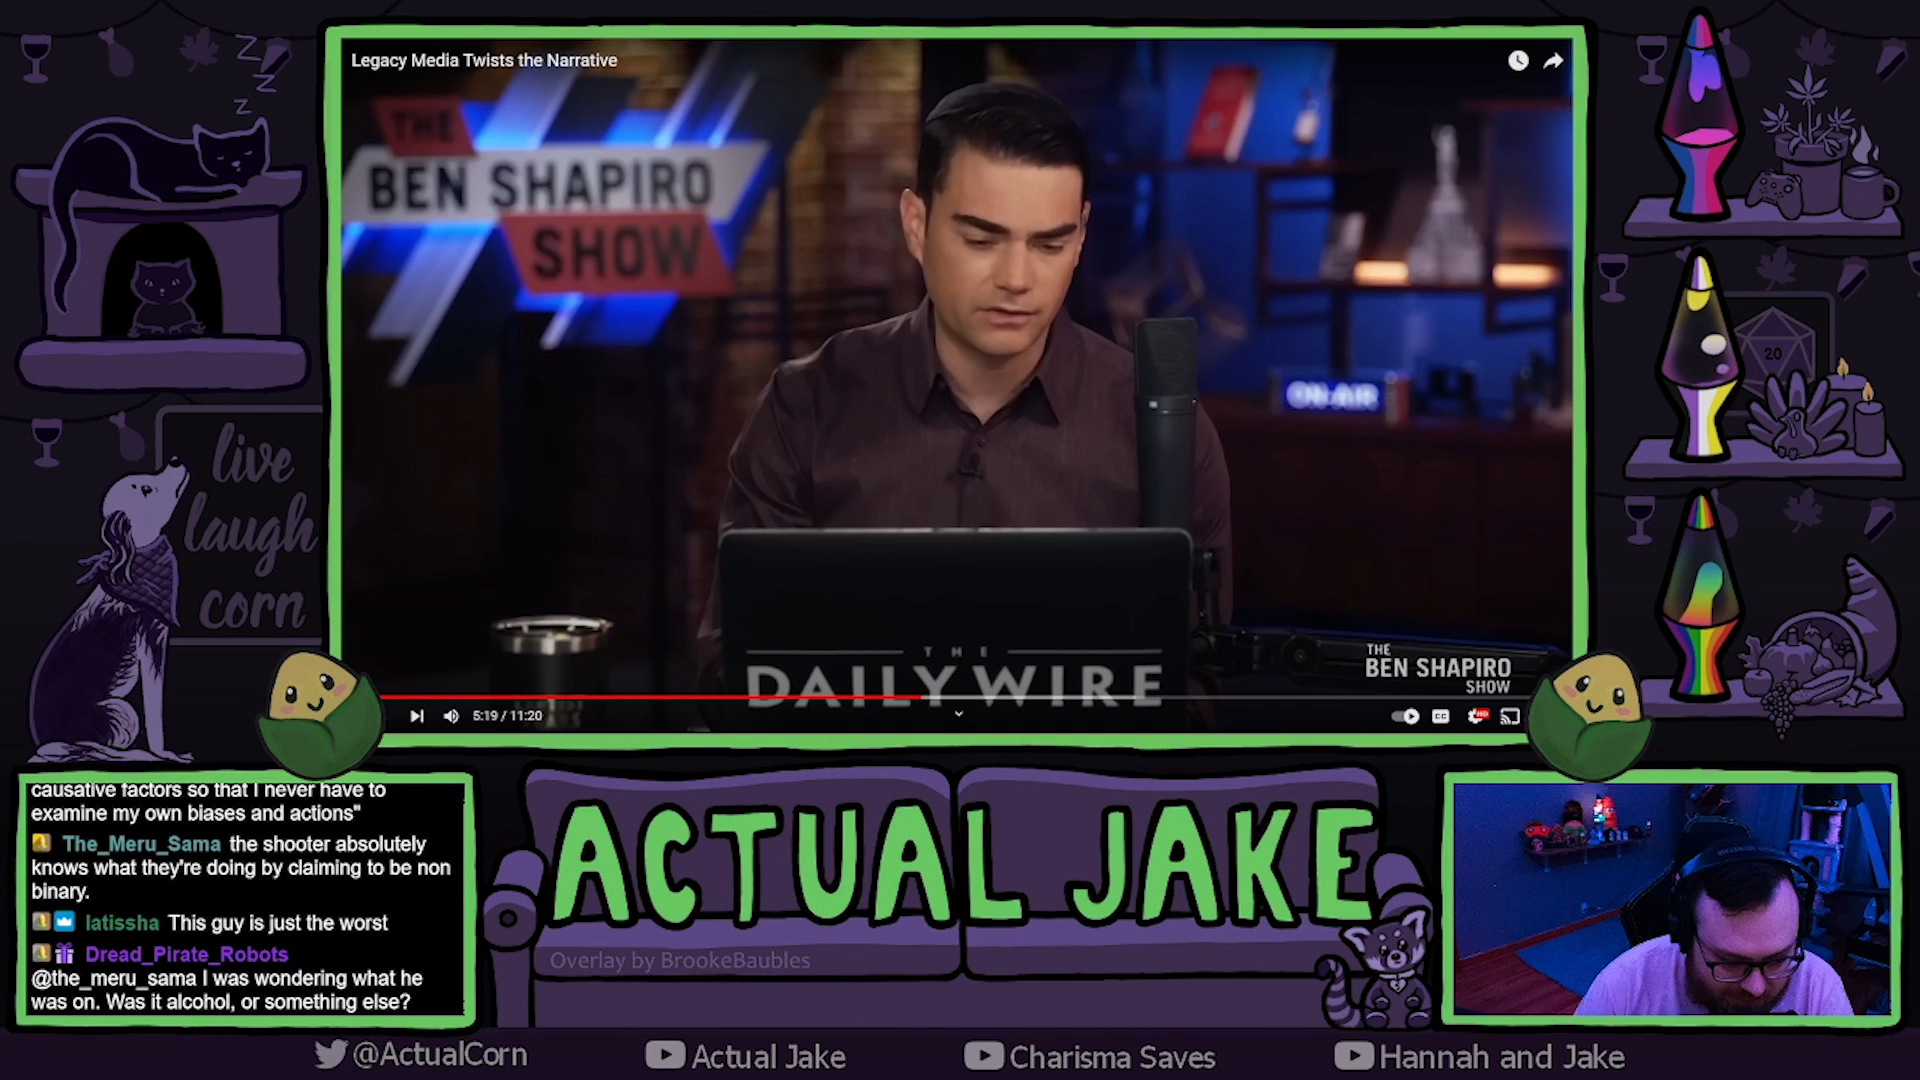 Legacy Media Twists the Narrative
THE
BEN SHAPIRO
SHOW
ON-AIR
20
live
laugh
corn
THE
DAILY WIRE
THE
BEN SHAPIRO
SHOW
5:19 / 11:20
CC
HD
causative factors so that I never have to
examine my own biases and actions"
The_Meru_Sama the shooter absolutely
knows what they're doing by claiming to be non
binary.
latissha This guy is just the worst
Dread_Pirate_Robots
@the_meru_sama I was wondering what he
was on. Was it alcohol, or something else?
ACTUAL JAKE
Overlay by BrookeBaubles
@ActualCorn
Actual Jake
Charisma Saves
Hannah and Jake
Z
Z
Z